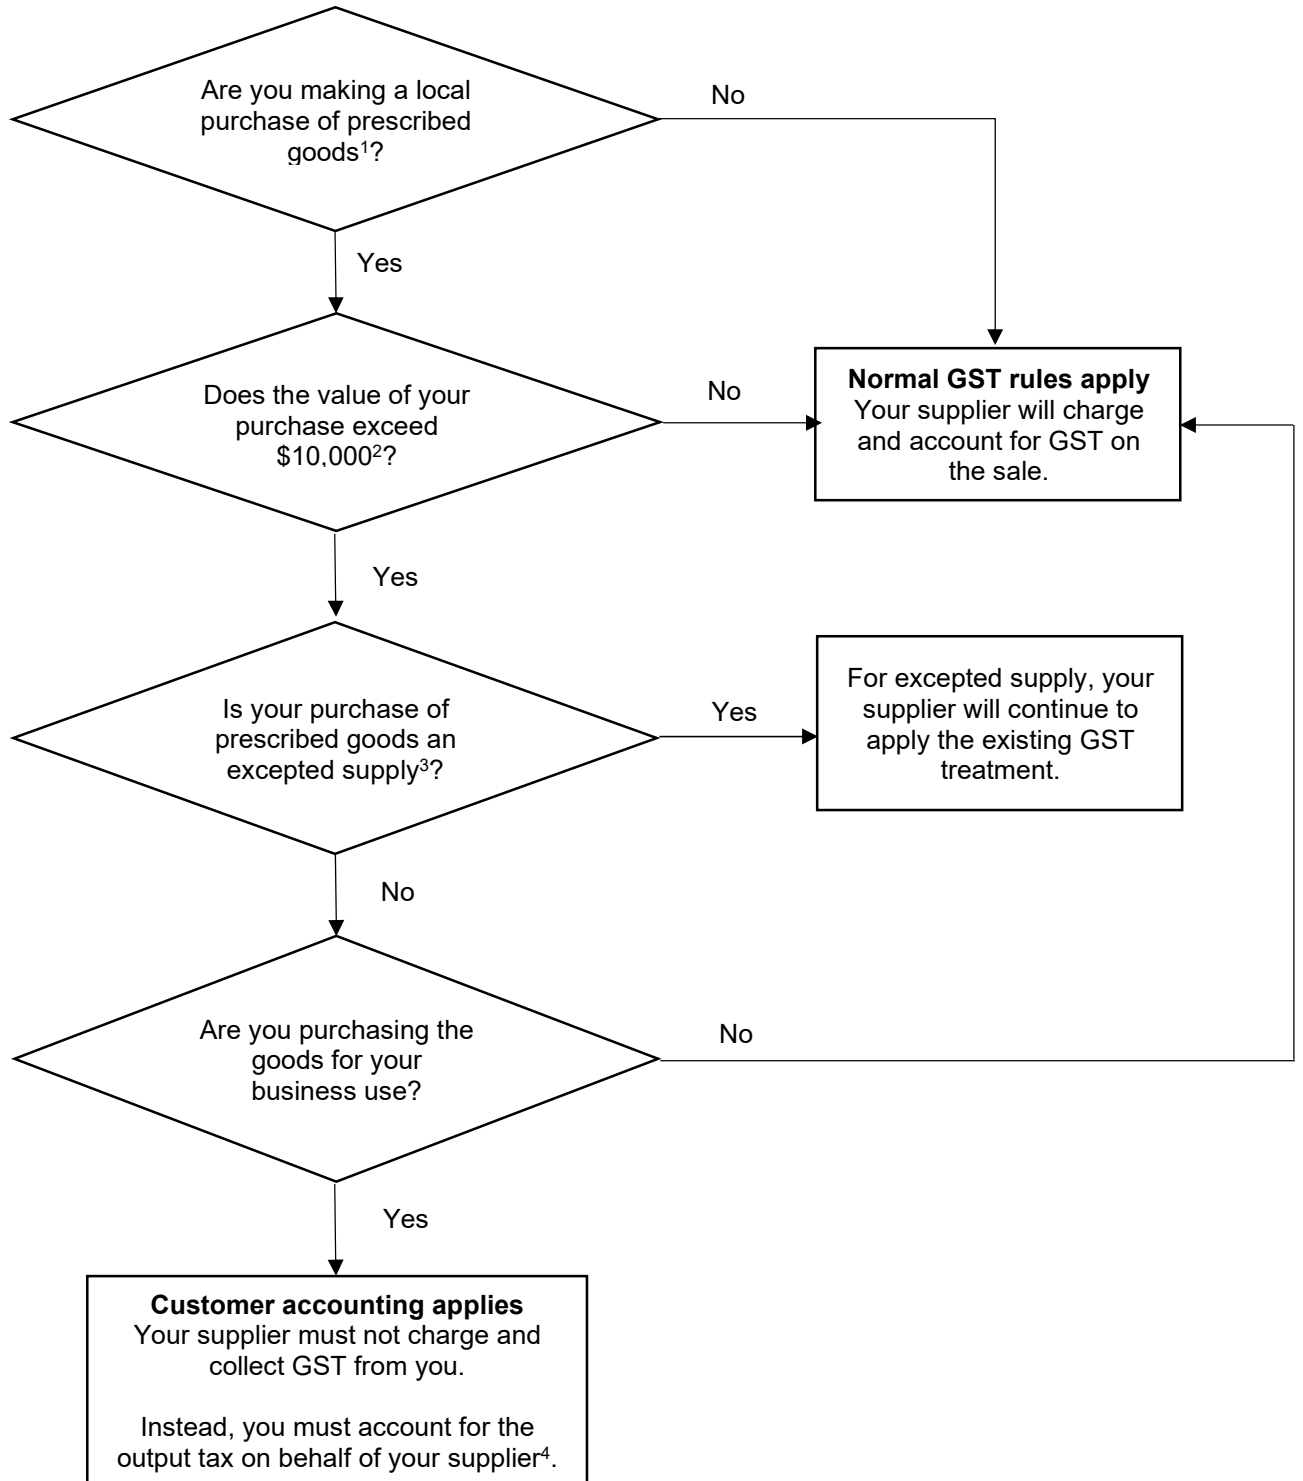 Are you making a local
purchase of prescribed
goods¹?
No
Yes
Does the value of your
purchase exceed
$10,000²?
No
Normal GST rules apply
Your supplier will charge
and account for GST on
the sale.
Yes
Is your purchase of
prescribed goods an
excepted supply³?
Yes
For excepted supply, your
supplier will continue to
apply the existing GST
treatment.
No
Are you purchasing the
goods for your
business use?
No
Yes
Customer accounting applies
Your supplier must not charge and
collect GST from you.
Instead, you must account for the
output tax on behalf of your supplier⁴.